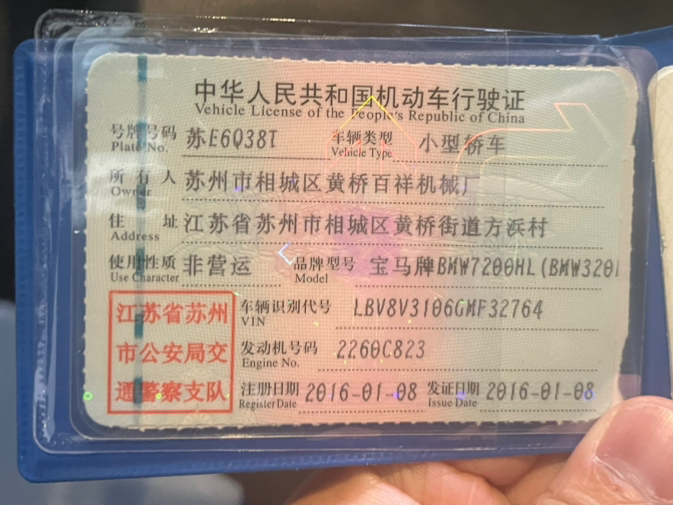 中华人民共和国机动车行驶证
Vehicle License of the People's Republic of China
号牌号码 苏E6Q38T 车辆类型 小型轿车
Plate No. Vehicle Type
所有人 苏州市相城区黄桥百祥机械厂
Owner
住址 江苏省苏州市相城区黄桥街道方浜村
Address
使用性质 非营运 品牌型号 宝马牌BMW7200HL(BMW320l
Use Character Model
江苏省苏州 车辆识别代号 LBV8V3106GMF32764
VIN
市公安局交 发动机号码 2260C823
Engine No.
通警察支队 注册日期 2016-01-08 发证日期 2016-01-08
Register Date Issue Date